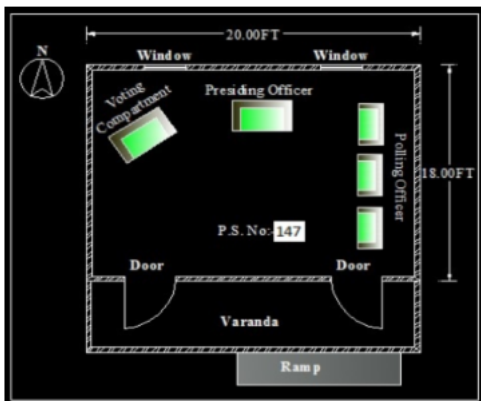 20.00FT
N
Window
Window
Voting
Compartment
Presiding Officer
Polling Officer
18.00FT
P.S. No:- 147
Door
Door
Varanda
Ramp